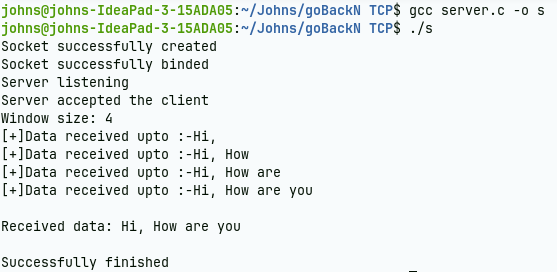 johns@johns-IdeaPad-3-15ADA05:~/Johns/goBackN TCP$ gcc server.c -o s
johns@johns-IdeaPad-3-15ADA05:~/Johns/goBackN TCP$ ./s
Socket successfully created
Socket successfully binded
Server listening
Server accepted the client
Window size: 4
[+]Data received upto :-Hi,
[+]Data received upto :-Hi, How
[+]Data received upto :-Hi, How are
[+]Data received upto :-Hi, How are you
Received data: Hi, How are you
Successfully finished